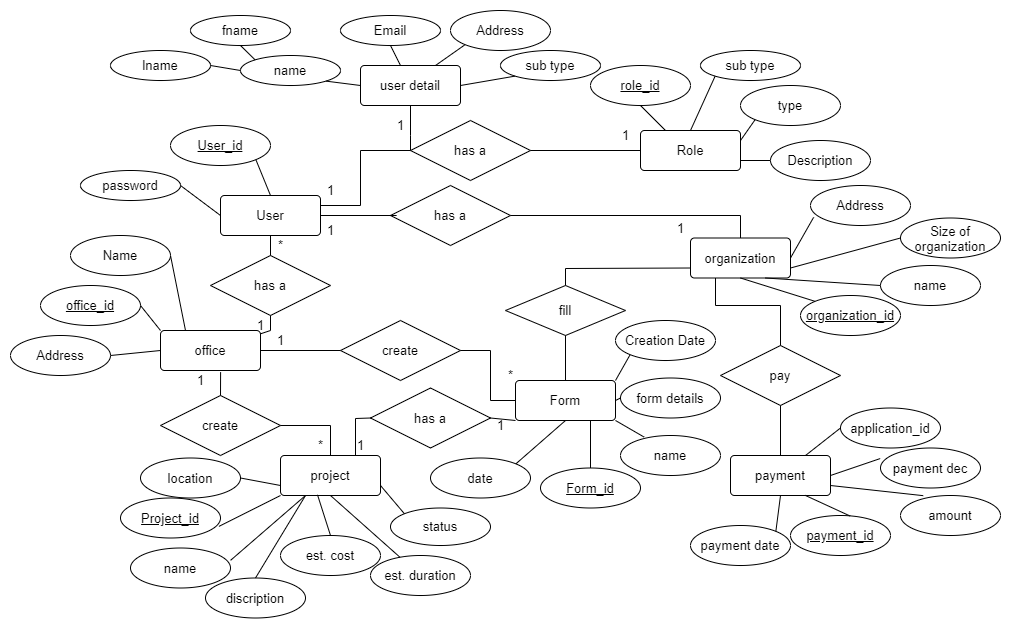 fname
Email
Address
lname
name
sub type
user detail
role_id
sub type
type
1
1
has a
Role
Description
User_id
password
1
User
has a
1
1
Address
Size of
organization
*
Name
has a
organization
name
office_id
fill
organization_id
1
Address
office
1
create
Creation Date
pay
1
*
Form
form details
create
has a
1
application_id
*
1
name
location
project
date
Form_id
payment
payment dec
Project_id
status
amount
name
est. cost
est. duration
payment date
payment_id
discription